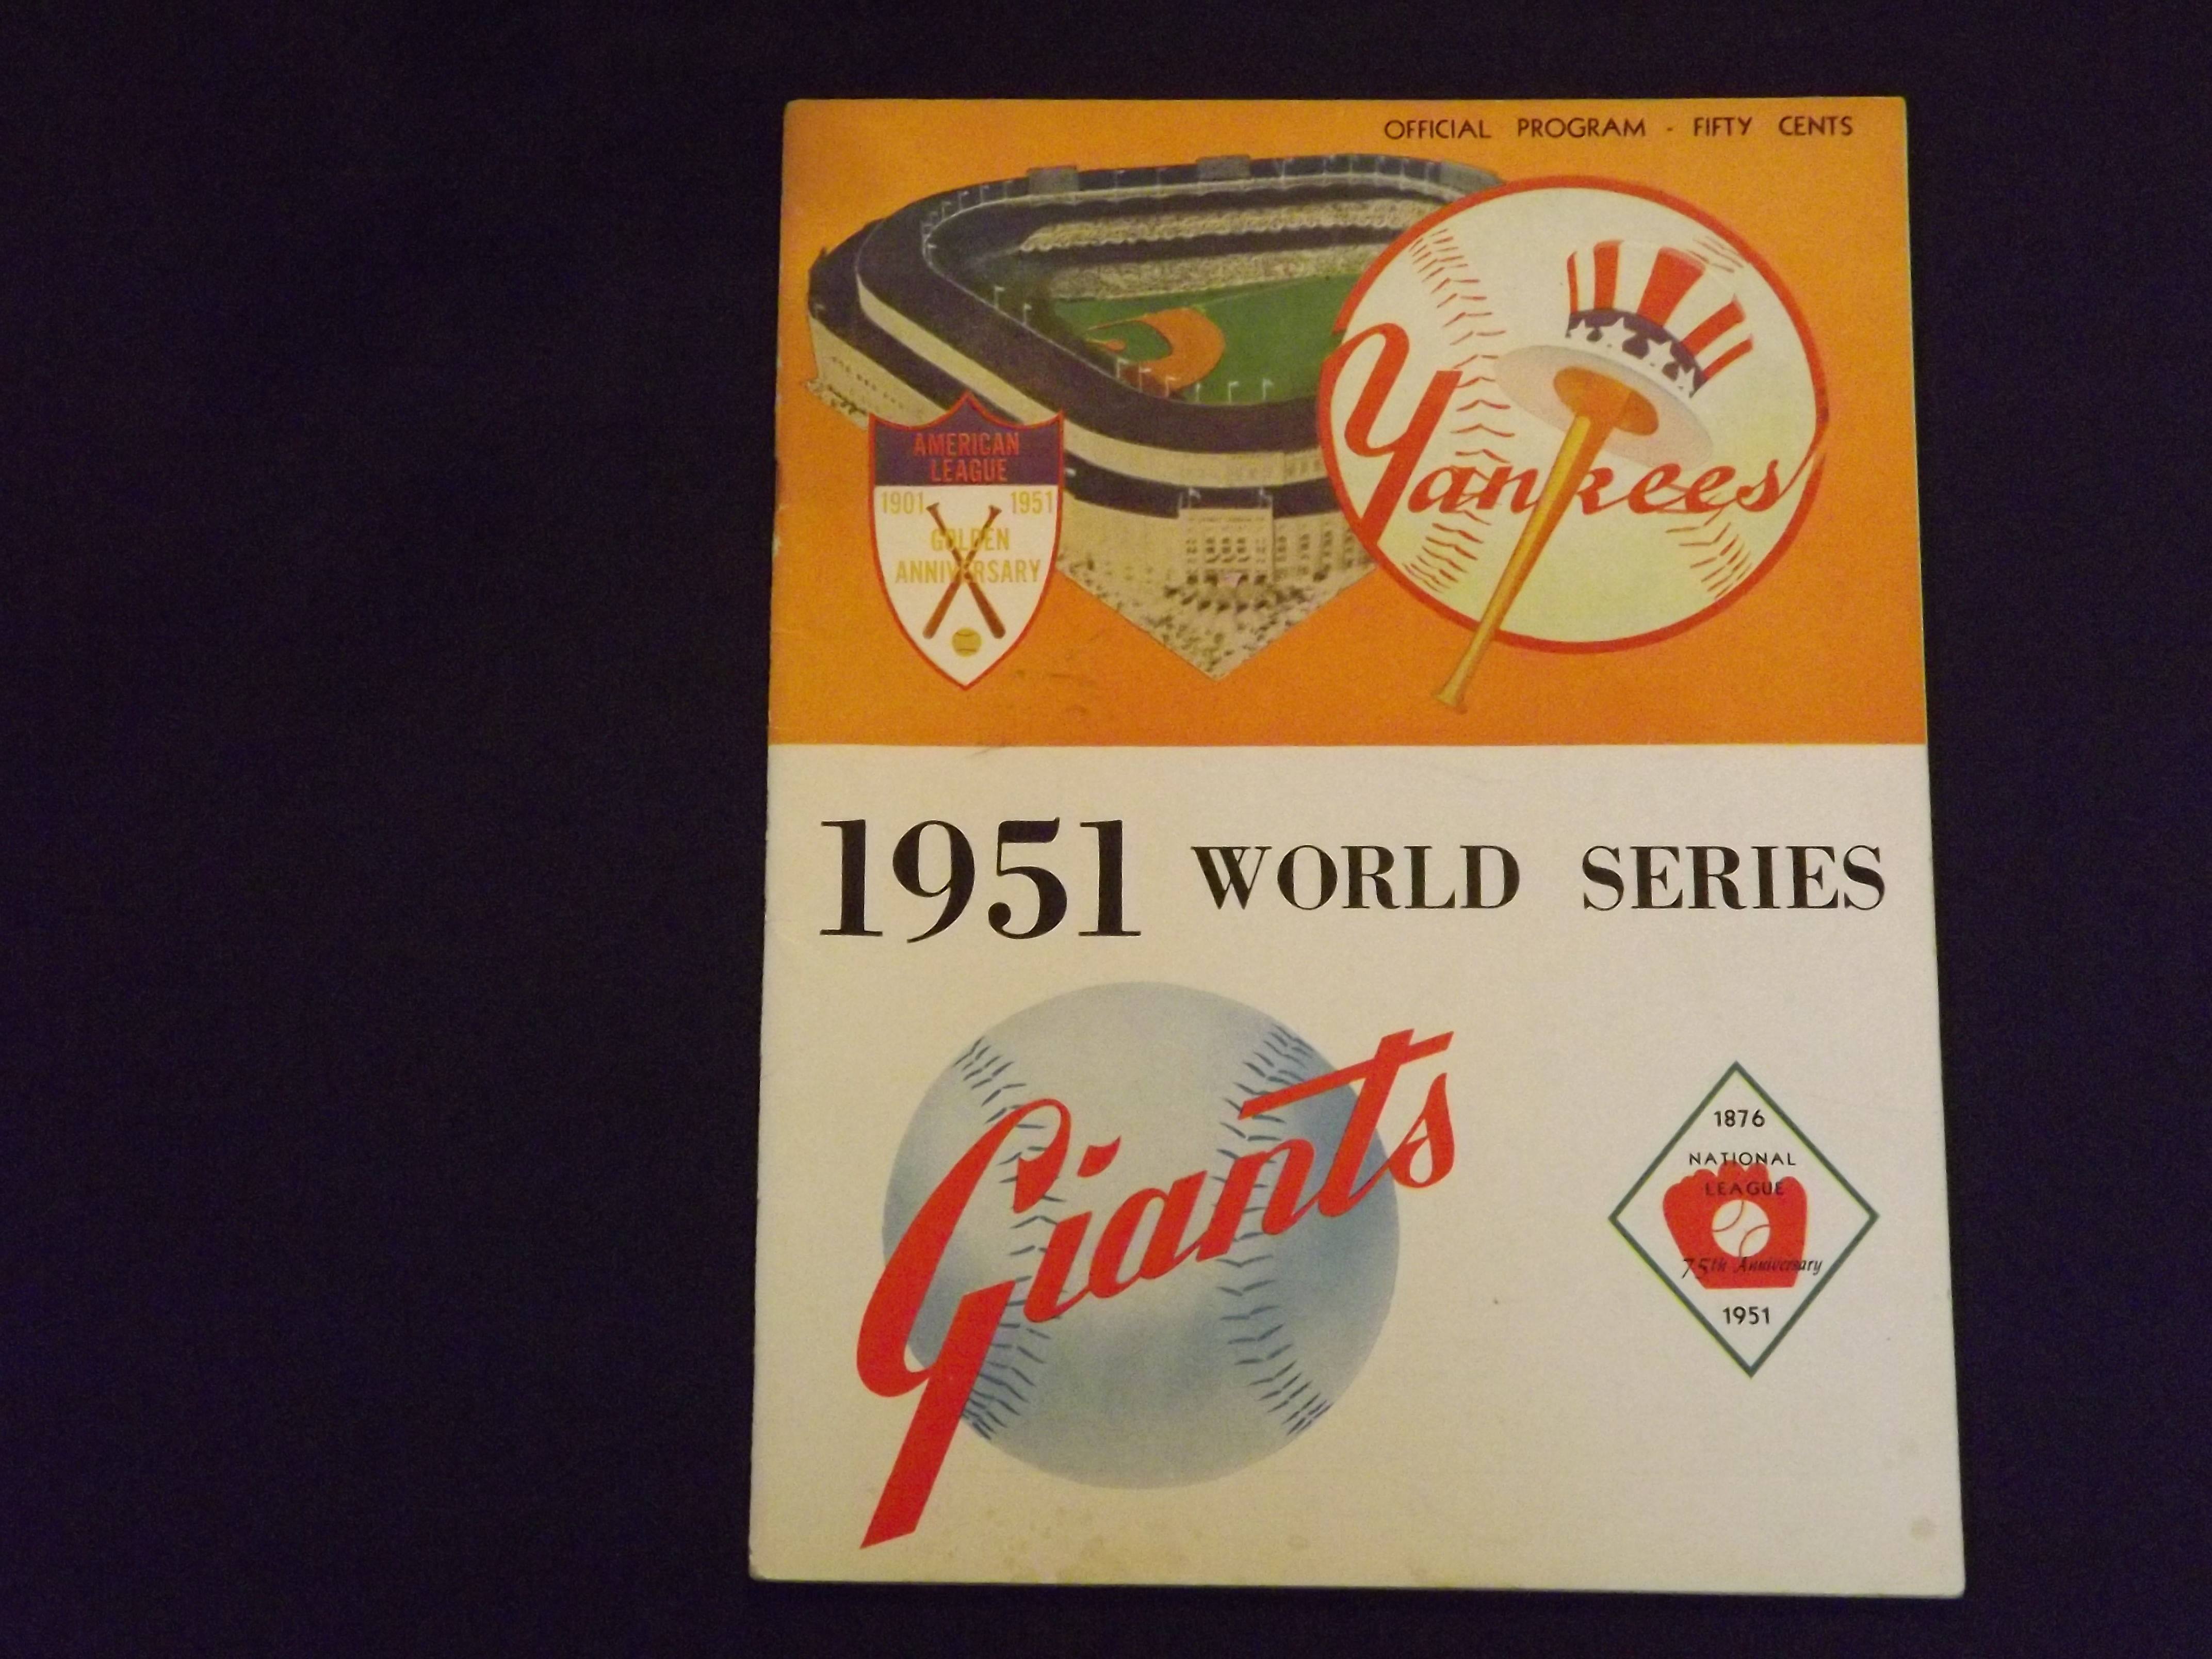 OFFICIAL PROGRAM - FIFTY CENTS
Yankees
AMERICAN
LEAGUE
1901 1951
GOLDEN
ANNIVERSARY
1951 WORLD SERIES
Giants
1876
NATIONAL
LEAGUE
75th Anniversary
1951